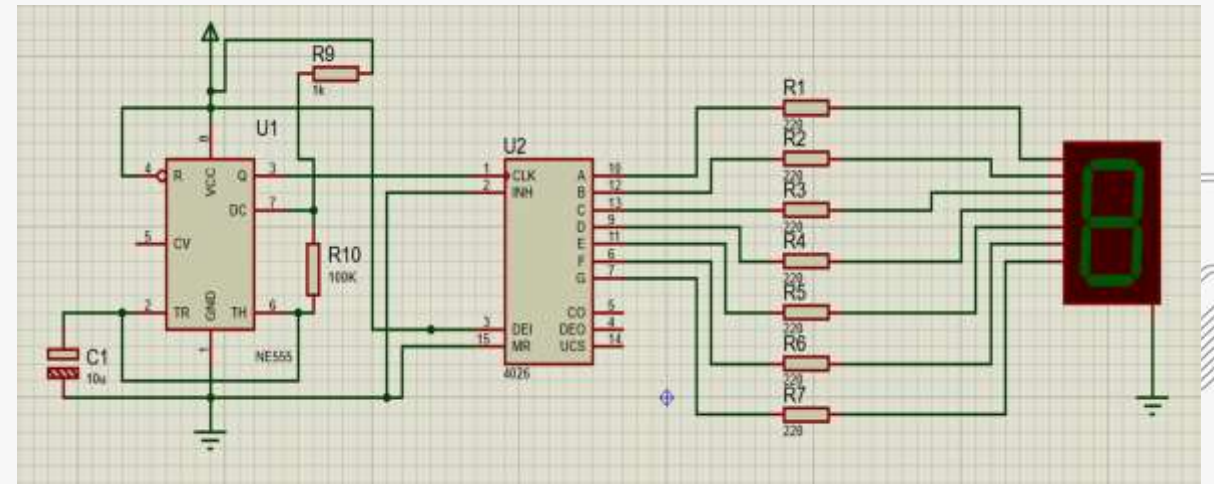 R9
1k
U1
8
4
R
VCC
Q
3
DC
7
5
CV
R10
100K
2
TR
GND
TH
6
1
NE555
C1
10u
U2
1
CLK
A
10
2
INH
B
12
C
13
D
9
E
11
F
6
G
7
CO
5
3
DEI
DEO
4
15
MR
UCS
14
4026
R1
220
R2
220
R3
220
R4
220
R5
220
R6
220
R7
220